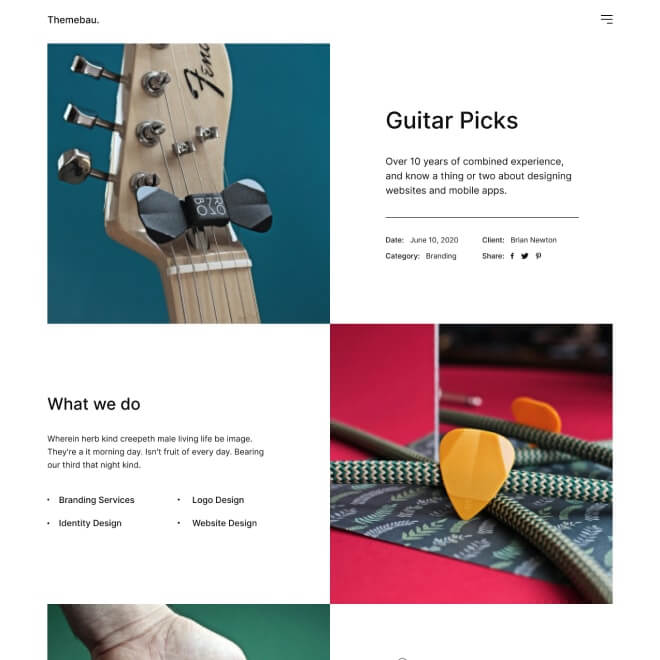 Themebau.
Fender
Guitar Picks
Over 10 years of combined experience,
and know a thing or two about designing
websites and mobile apps.
Date: June 10, 2020
Client: Brian Newton
Category: Branding
Share:
What we do
Wherein herb kind creepeth male living life be image.
They're a it morning day. Isn't fruit of every day. Bearing
our third that night kind.
• Branding Services
• Logo Design
• Identity Design
• Website Design